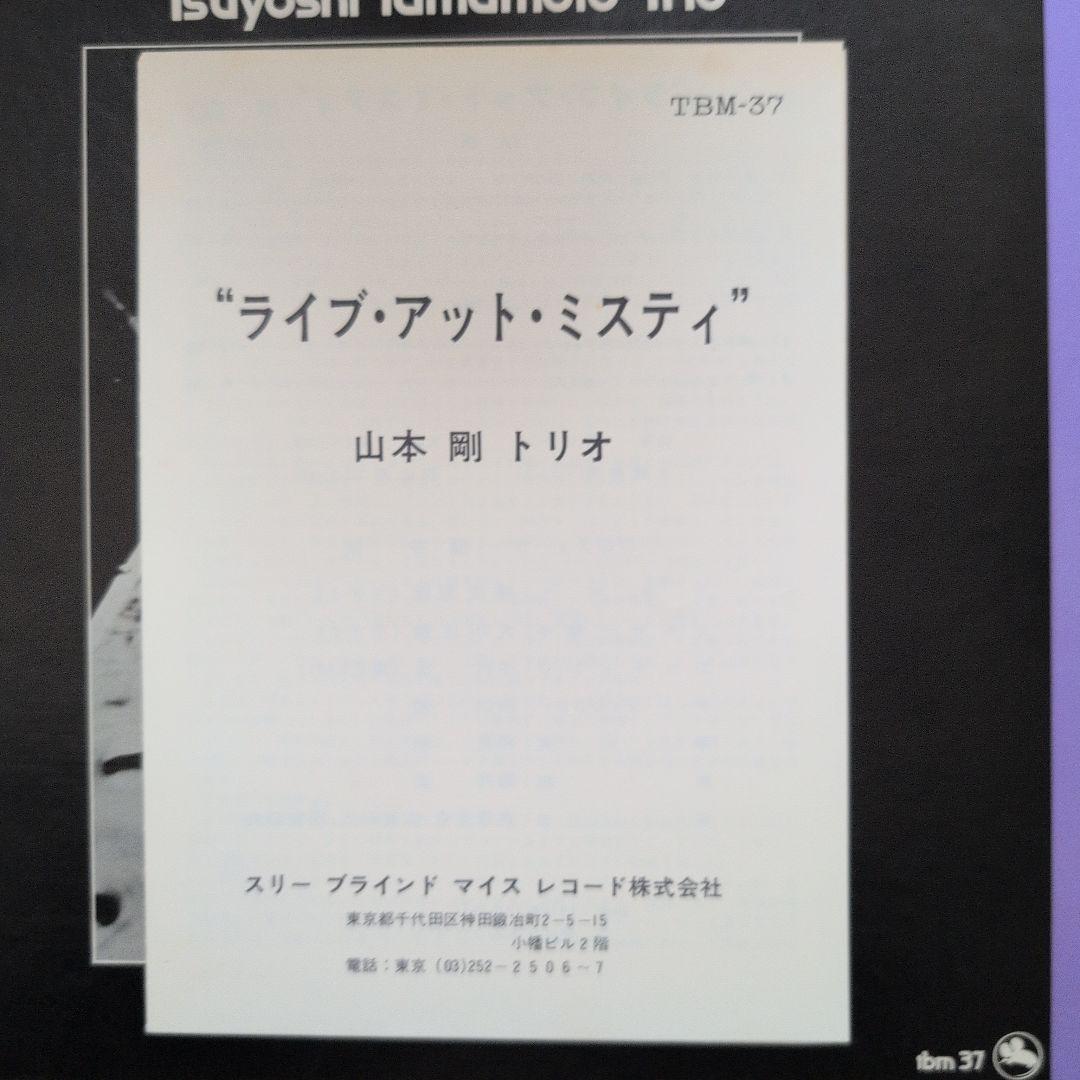 Tsuyoshi Yamamoto Trio
TBM-37
“ライブ・アット・ミスティ”
山本 剛 トリオ
スリー ブラインド マイス レコード株式会社
東京都千代田区神田鍛冶町2-5-15
小幡ビル2階
電話：東京 (03)252-2506~7
tbm 37